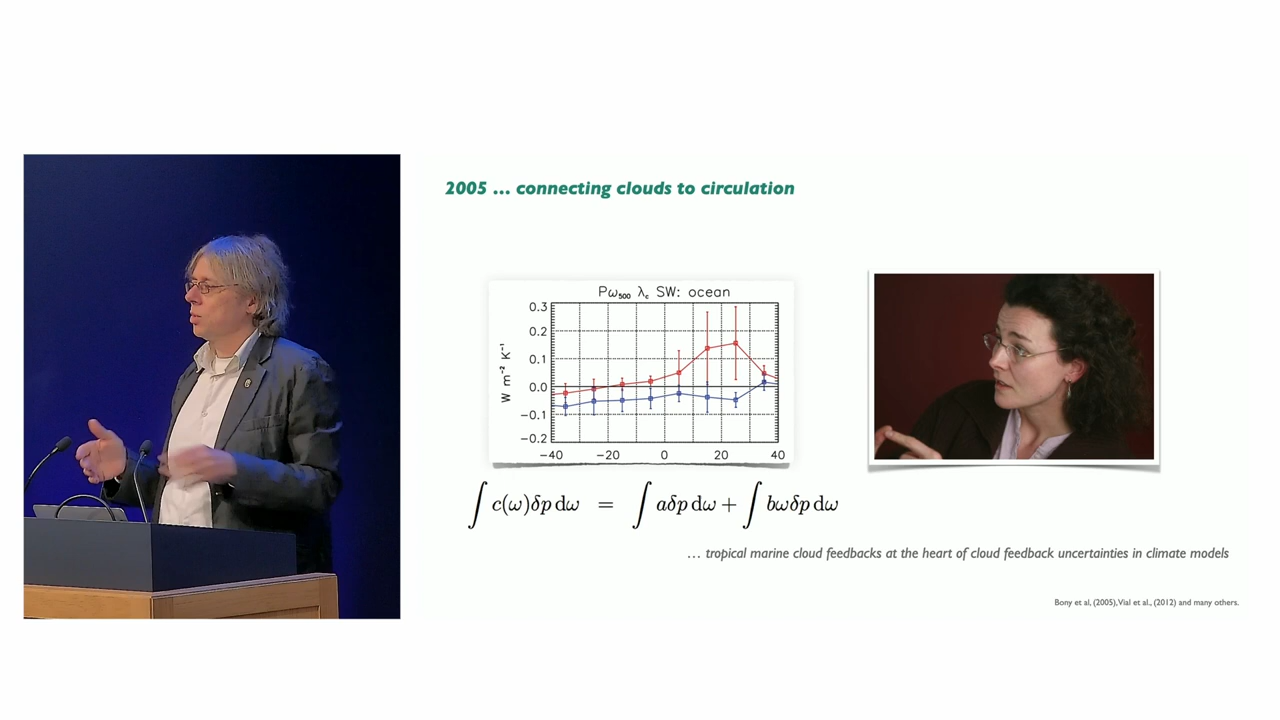 2005 ... connecting clouds to circulation
Pω₅₀₀ λ꜀ SW: ocean
W m⁻² K⁻¹
0.3
0.2
0.1
0.0
−0.1
−0.2
−40
−20
0
20
40
∫ c(ω)δp dω = ∫ aδp dω + ∫ bωδp dω
... tropical marine cloud feedbacks at the heart of cloud feedback uncertainties in climate models
Bony et al, (2005), Vial et al., (2012) and many others.